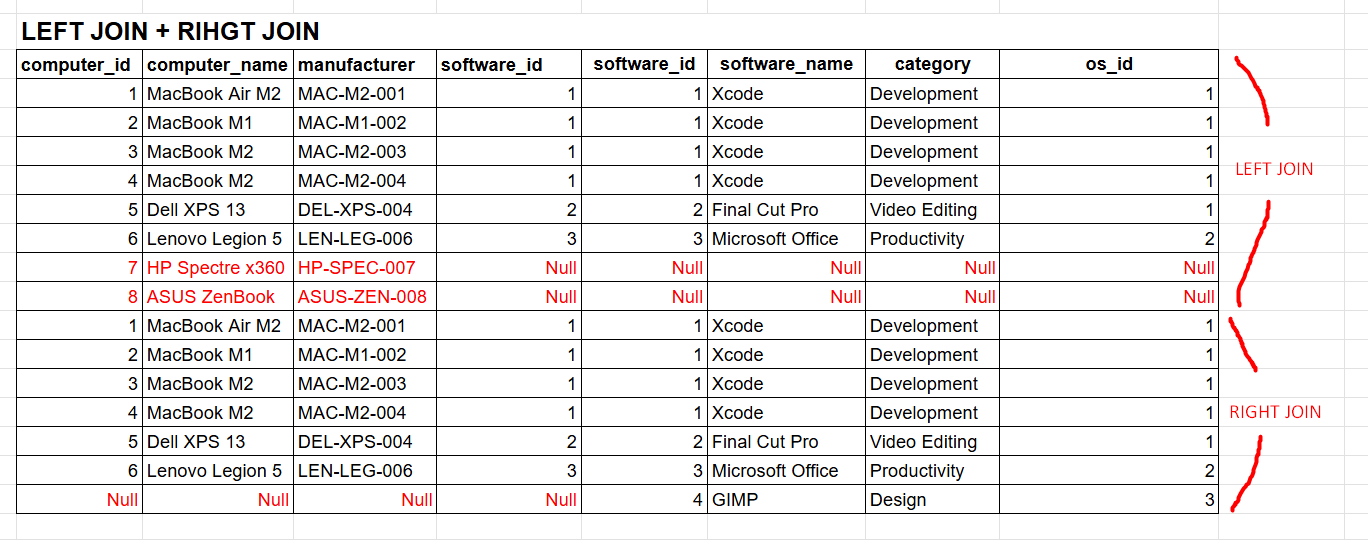 LEFT JOIN + RIHGT JOIN
computer_id computer_name manufacturer software_id software_id software_name category os_id
1 MacBook Air M2 MAC-M2-001 1 1 Xcode Development 1
2 MacBook M1 MAC-M1-002 1 1 Xcode Development 1
3 MacBook M2 MAC-M2-003 1 1 Xcode Development 1
4 MacBook M2 MAC-M2-004 1 1 Xcode Development 1
LEFT JOIN
5 Dell XPS 13 DEL-XPS-004 2 2 Final Cut Pro Video Editing 1
6 Lenovo Legion 5 LEN-LEG-006 3 3 Microsoft Office Productivity 2
7 HP Spectre x360 HP-SPEC-007 Null Null Null Null Null
8 ASUS ZenBook ASUS-ZEN-008 Null Null Null Null Null
1 MacBook Air M2 MAC-M2-001 1 1 Xcode Development 1
2 MacBook M1 MAC-M1-002 1 1 Xcode Development 1
3 MacBook M2 MAC-M2-003 1 1 Xcode Development 1
4 MacBook M2 MAC-M2-004 1 1 Xcode Development 1
RIGHT JOIN
5 Dell XPS 13 DEL-XPS-004 2 2 Final Cut Pro Video Editing 1
6 Lenovo Legion 5 LEN-LEG-006 3 3 Microsoft Office Productivity 2
Null Null Null Null 4 GIMP Design 3